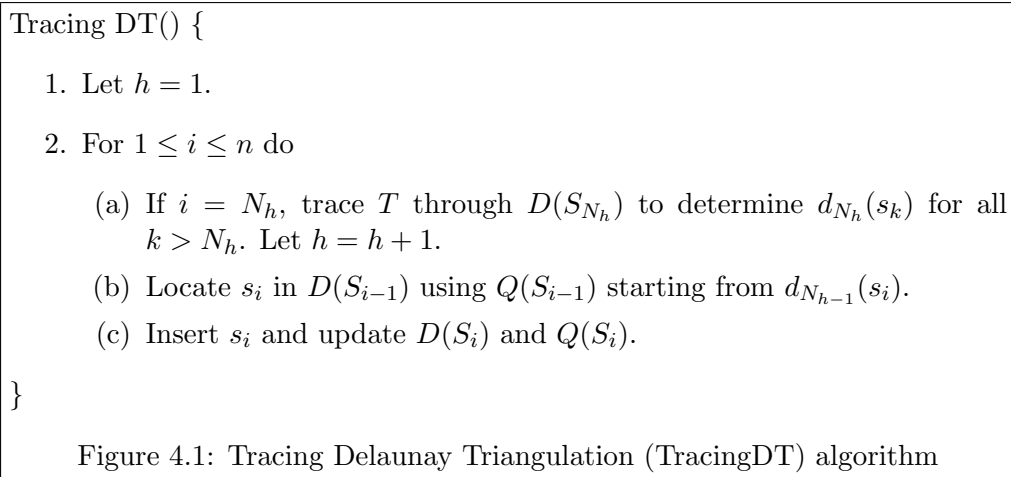 Tracing DT() {
1. Let h = 1.
2. For 1 ≤ i ≤ n do
(a) If i = N_h, trace T through D(S_{N_h}) to determine d_{N_h}(s_k) for all
k > N_h. Let h = h + 1.
(b) Locate s_i in D(S_{i−1}) using Q(S_{i−1}) starting from d_{N_{h−1}}(s_i).
(c) Insert s_i and update D(S_i) and Q(S_i).
}
Figure 4.1: Tracing Delaunay Triangulation (TracingDT) algorithm